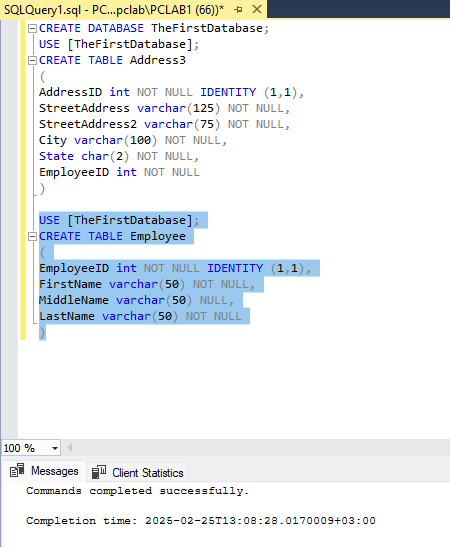 SQLQuery1.sql - PC...pclab\PCLAB1 (66))*
CREATE DATABASE TheFirstDatabase;
USE [TheFirstDatabase];
CREATE TABLE Address3
(
AddressID int NOT NULL IDENTITY (1,1),
StreetAddress varchar(125) NOT NULL,
StreetAddress2 varchar(75) NOT NULL,
City varchar(100) NOT NULL,
State char(2) NOT NULL,
EmployeeID int NOT NULL
)
USE [TheFirstDatabase];
CREATE TABLE Employee
(
EmployeeID int NOT NULL IDENTITY (1,1),
FirstName varchar(50) NOT NULL,
MiddleName varchar(50) NULL,
LastName varchar(50) NOT NULL
)
100 %
Messages Client Statistics
Commands completed successfully.
Completion time: 2025-02-25T13:08:28.0170009+03:00